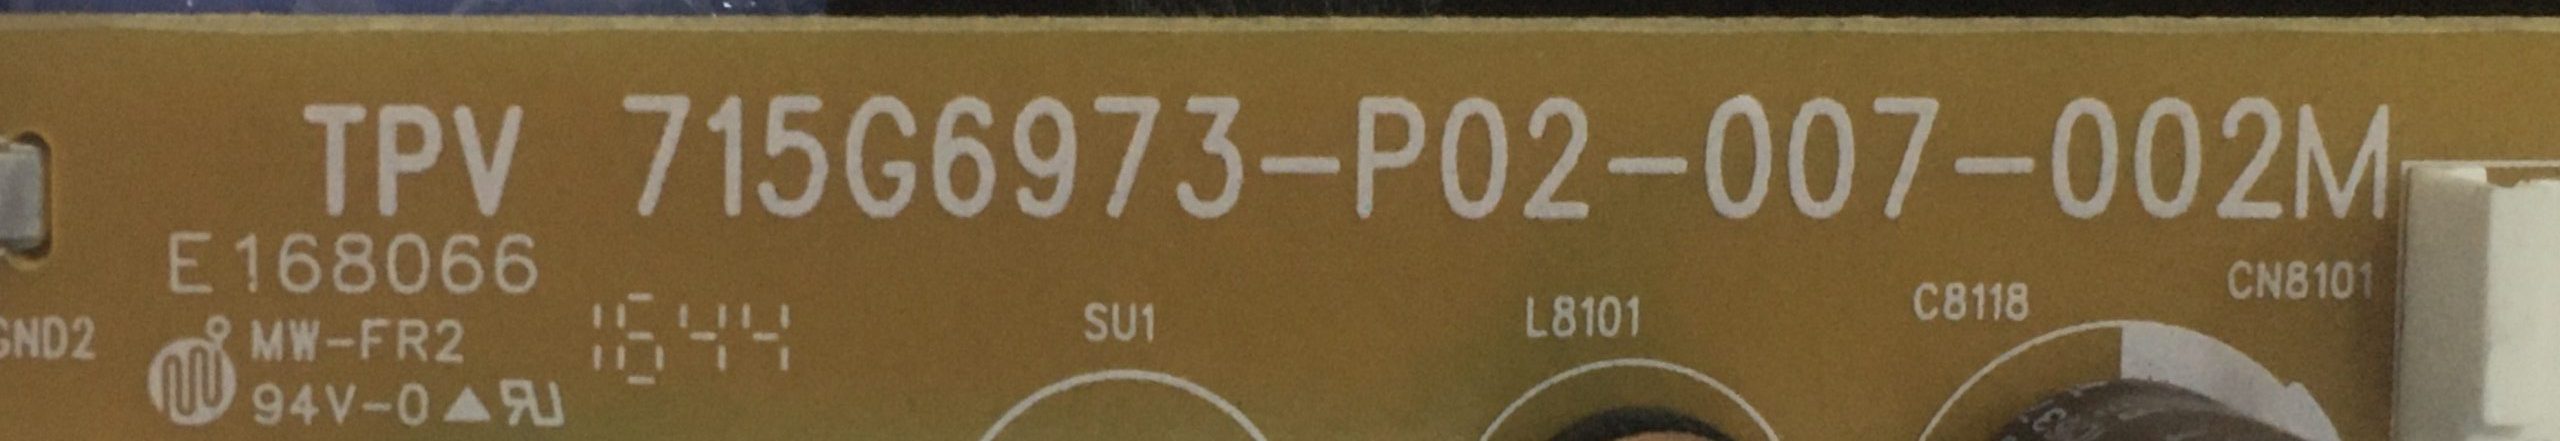 TPV 715G6973-P02-007-002M
E168066
CN8101
C8118
L8101
SU1
1644
GND2
MW-FR2
94V-0